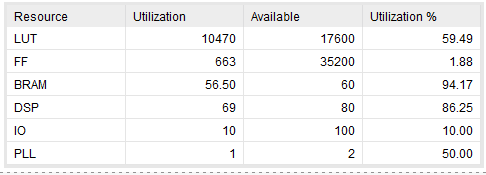 Resource Utilization Available Utilization %
LUT 10470 17600 59.49
FF 663 35200 1.88
BRAM 56.50 60 94.17
DSP 69 80 86.25
IO 10 100 10.00
PLL 1 2 50.00